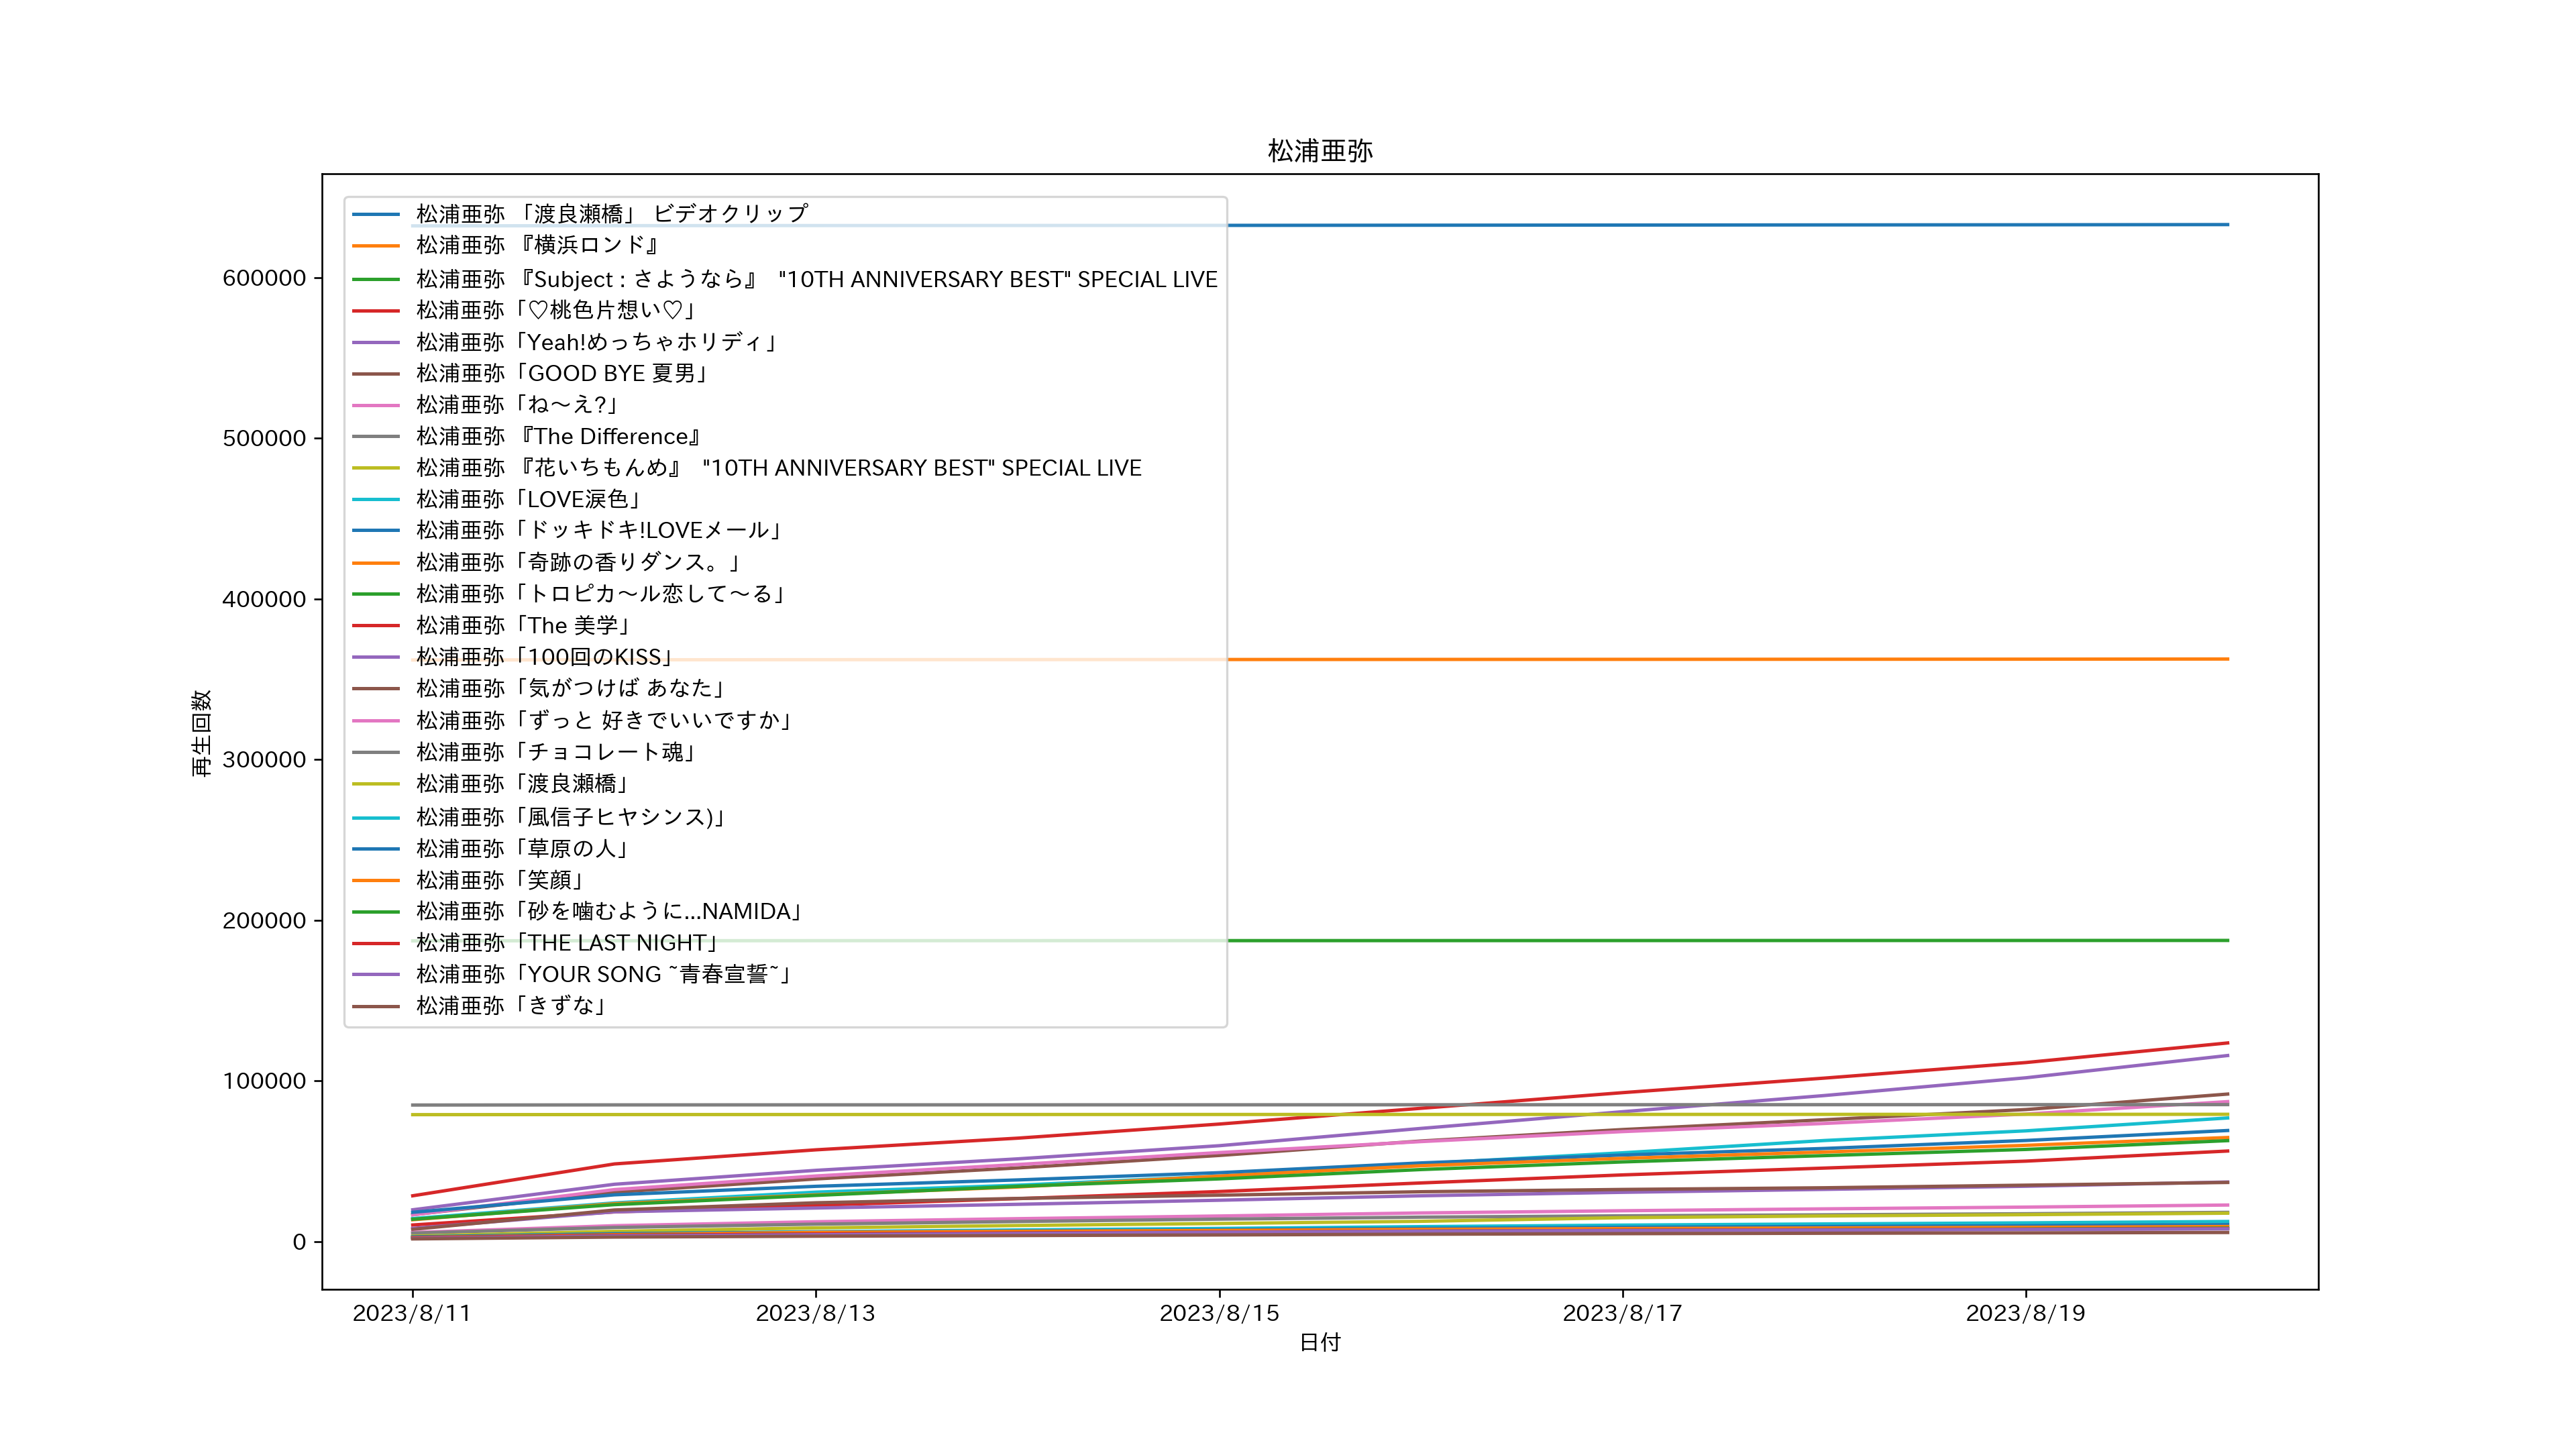 松浦亜弥
松浦亜弥 「渡良瀬橋」 ビデオクリップ
松浦亜弥 『横浜ロンド』
松浦亜弥 『Subject : さようなら』 "10TH ANNIVERSARY BEST" SPECIAL LIVE
松浦亜弥「♡桃色片想い♡」
松浦亜弥「Yeah!めっちゃホリディ」
松浦亜弥「GOOD BYE 夏男」
松浦亜弥「ね〜え?」
松浦亜弥 『The Difference』
松浦亜弥 『花いちもんめ』 "10TH ANNIVERSARY BEST" SPECIAL LIVE
松浦亜弥「LOVE涙色」
松浦亜弥「ドッキドキ!LOVEメール」
松浦亜弥「奇跡の香りダンス。」
松浦亜弥「トロピカ〜ル恋して〜る」
松浦亜弥「The 美学」
松浦亜弥「100回のKISS」
松浦亜弥「気がつけば あなた」
松浦亜弥「ずっと 好きでいいですか」
松浦亜弥「チョコレート魂」
松浦亜弥「渡良瀬橋」
松浦亜弥「風信子ヒヤシンス)」
松浦亜弥「草原の人」
松浦亜弥「笑顔」
松浦亜弥「砂を噛むように…NAMIDA」
松浦亜弥「THE LAST NIGHT」
松浦亜弥「YOUR SONG ~青春宣誓~」
松浦亜弥「きずな」
600000
500000
400000
300000
200000
100000
0
再生回数
2023/8/11
2023/8/13
2023/8/15
2023/8/17
2023/8/19
日付